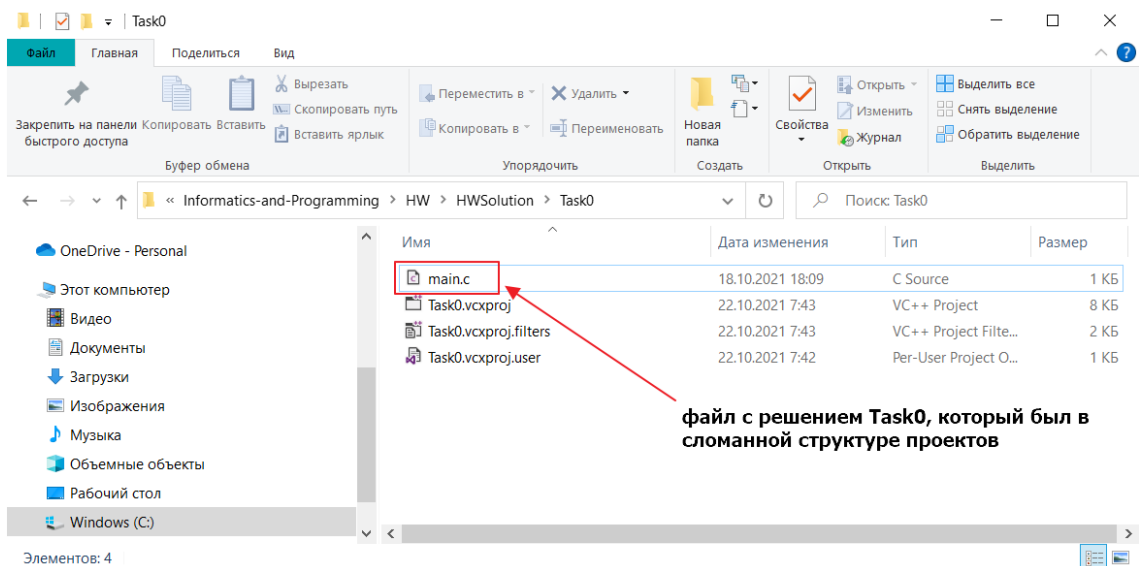 Task0
Файл Главная Поделиться Вид
Закрепить на панели быстрого доступа
Копировать
Вставить
Вырезать
Скопировать путь
Вставить ярлык
Буфер обмена
Переместить в
Копировать в
Удалить
Переименовать
Упорядочить
Новая папка
Создать
Свойства
Открыть
Изменить
Журнал
Открыть
Выделить все
Снять выделение
Обратить выделение
Выделить
« Informatics-and-Programming > HW > HWSolution > Task0
Поиск: Task0
OneDrive - Personal
Этот компьютер
Видео
Документы
Загрузки
Изображения
Музыка
Объемные объекты
Рабочий стол
Windows (C:)
Имя Дата изменения Тип Размер
main.c 18.10.2021 18:09 C Source 1 КБ
Task0.vcxproj 22.10.2021 7:43 VC++ Project 8 КБ
Task0.vcxproj.filters 22.10.2021 7:43 VC++ Project Filte... 2 КБ
Task0.vcxproj.user 22.10.2021 7:42 Per-User Project O... 1 КБ
файл с решением Task0, который был в
сломанной структуре проектов
Элементов: 4